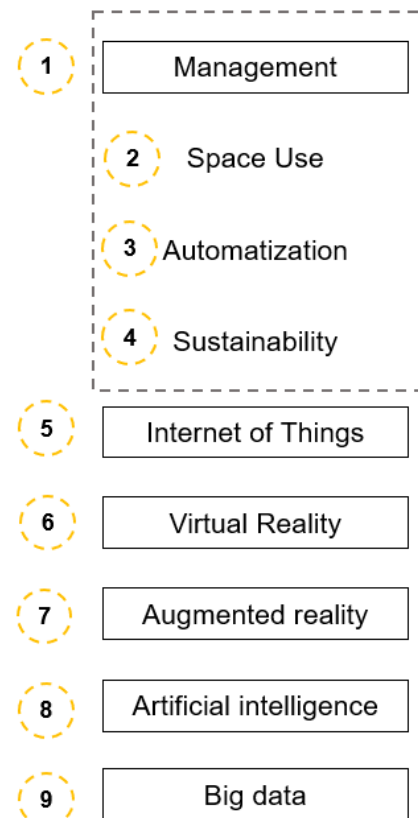 1 Management
2 Space Use
3 Automatization
4 Sustainability
5 Internet of Things
6 Virtual Reality
7 Augmented reality
8 Artificial intelligence
9 Big data